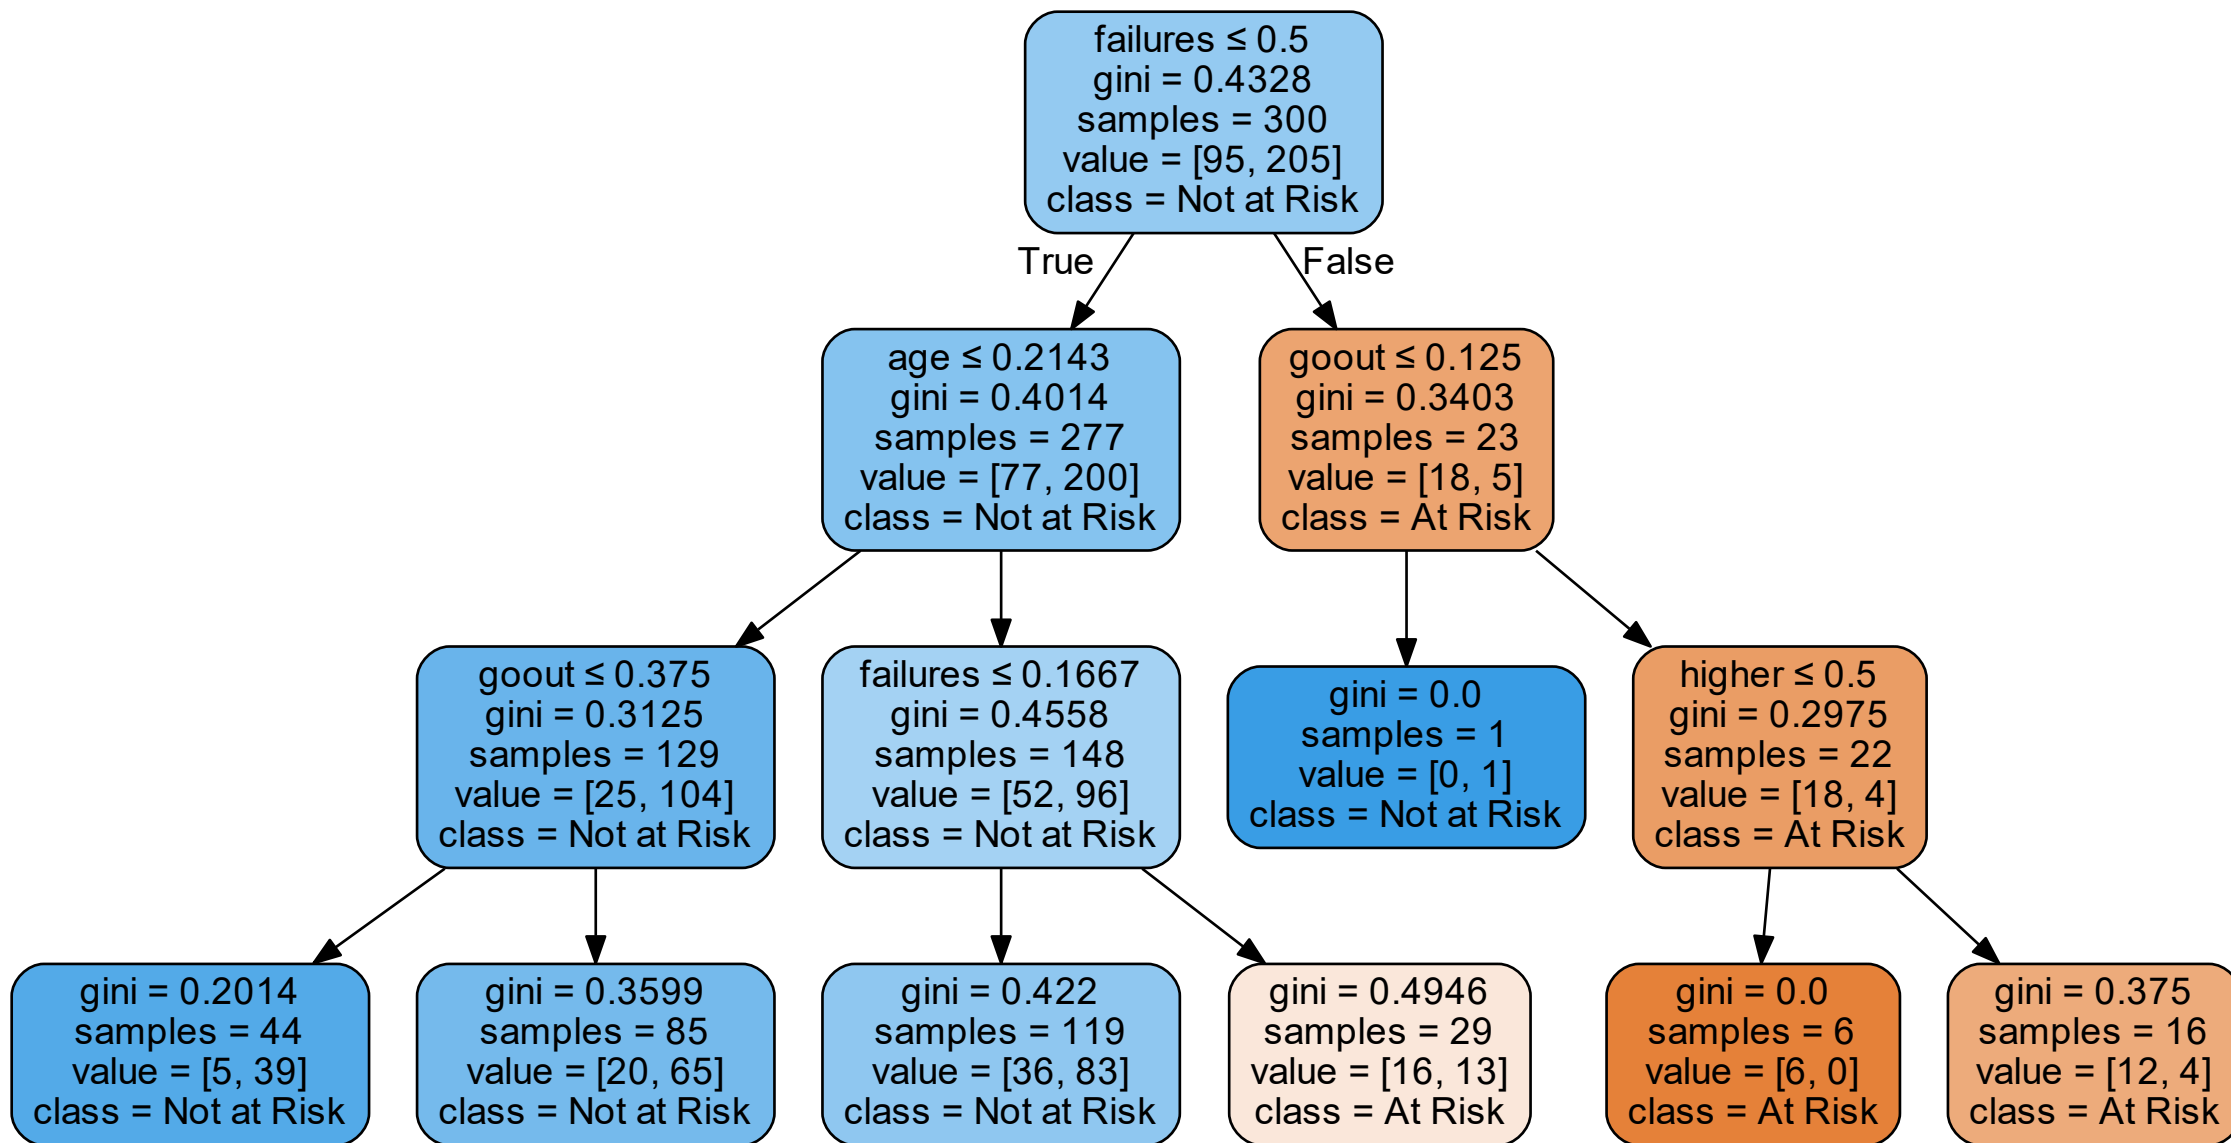 failures ≤ 0.5
gini = 0.4328
samples = 300
value = [95, 205]
class = Not at Risk
True
False
age ≤ 0.2143
gini = 0.4014
samples = 277
value = [77, 200]
class = Not at Risk
goout ≤ 0.125
gini = 0.3403
samples = 23
value = [18, 5]
class = At Risk
goout ≤ 0.375
gini = 0.3125
samples = 129
value = [25, 104]
class = Not at Risk
failures ≤ 0.1667
gini = 0.4558
samples = 148
value = [52, 96]
class = Not at Risk
gini = 0.0
samples = 1
value = [0, 1]
class = Not at Risk
higher ≤ 0.5
gini = 0.2975
samples = 22
value = [18, 4]
class = At Risk
gini = 0.2014
samples = 44
value = [5, 39]
class = Not at Risk
gini = 0.3599
samples = 85
value = [20, 65]
class = Not at Risk
gini = 0.422
samples = 119
value = [36, 83]
class = Not at Risk
gini = 0.4946
samples = 29
value = [16, 13]
class = At Risk
gini = 0.0
samples = 6
value = [6, 0]
class = At Risk
gini = 0.375
samples = 16
value = [12, 4]
class = At Risk